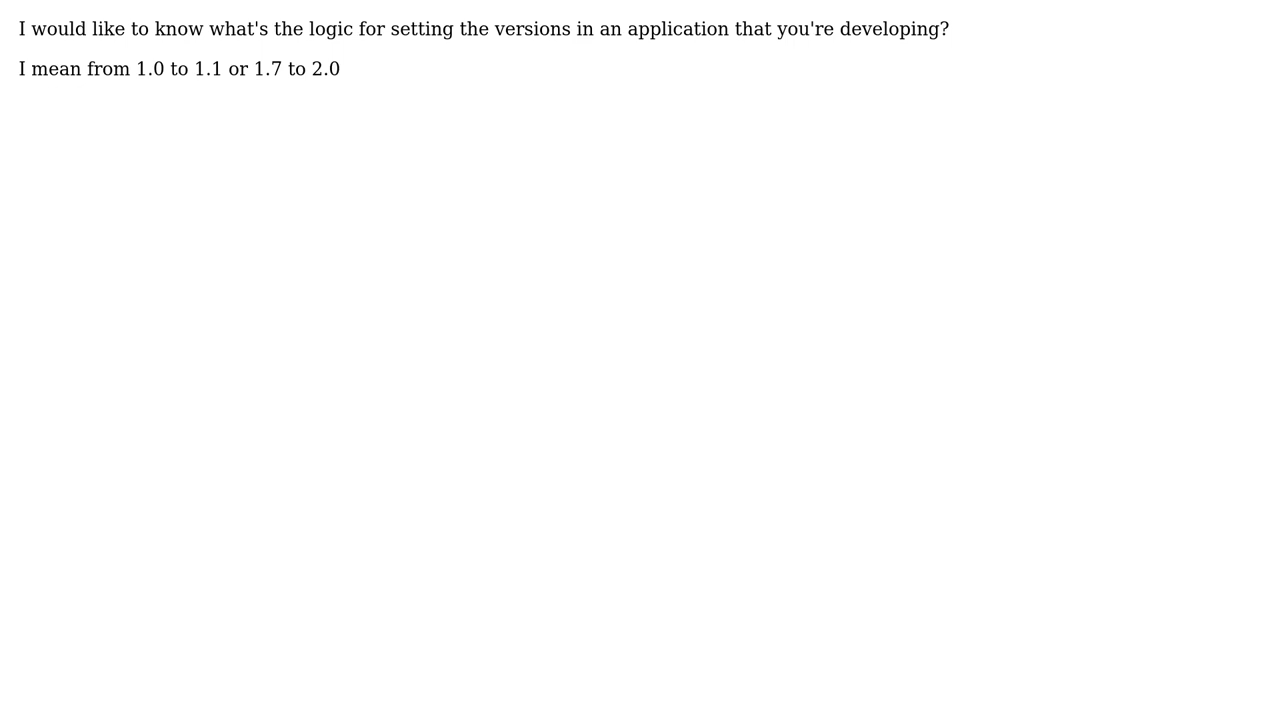 I would like to know what's the logic for setting the versions in an application that you're developing?
I mean from 1.0 to 1.1 or 1.7 to 2.0